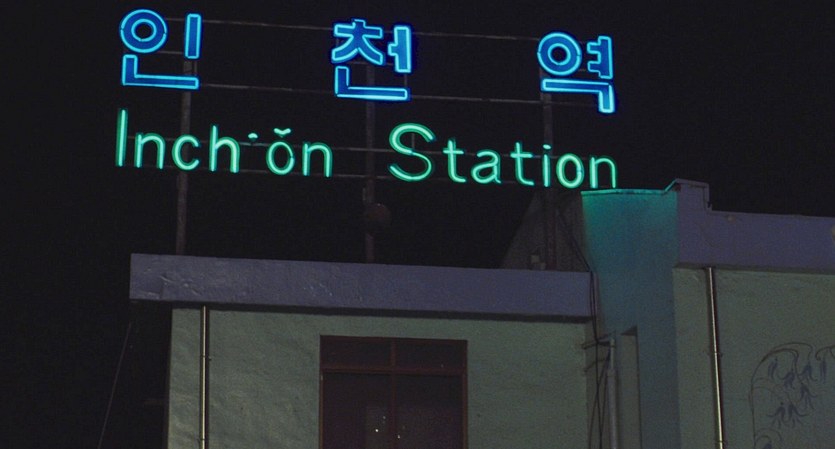 인천역
Inch'ŏn Station